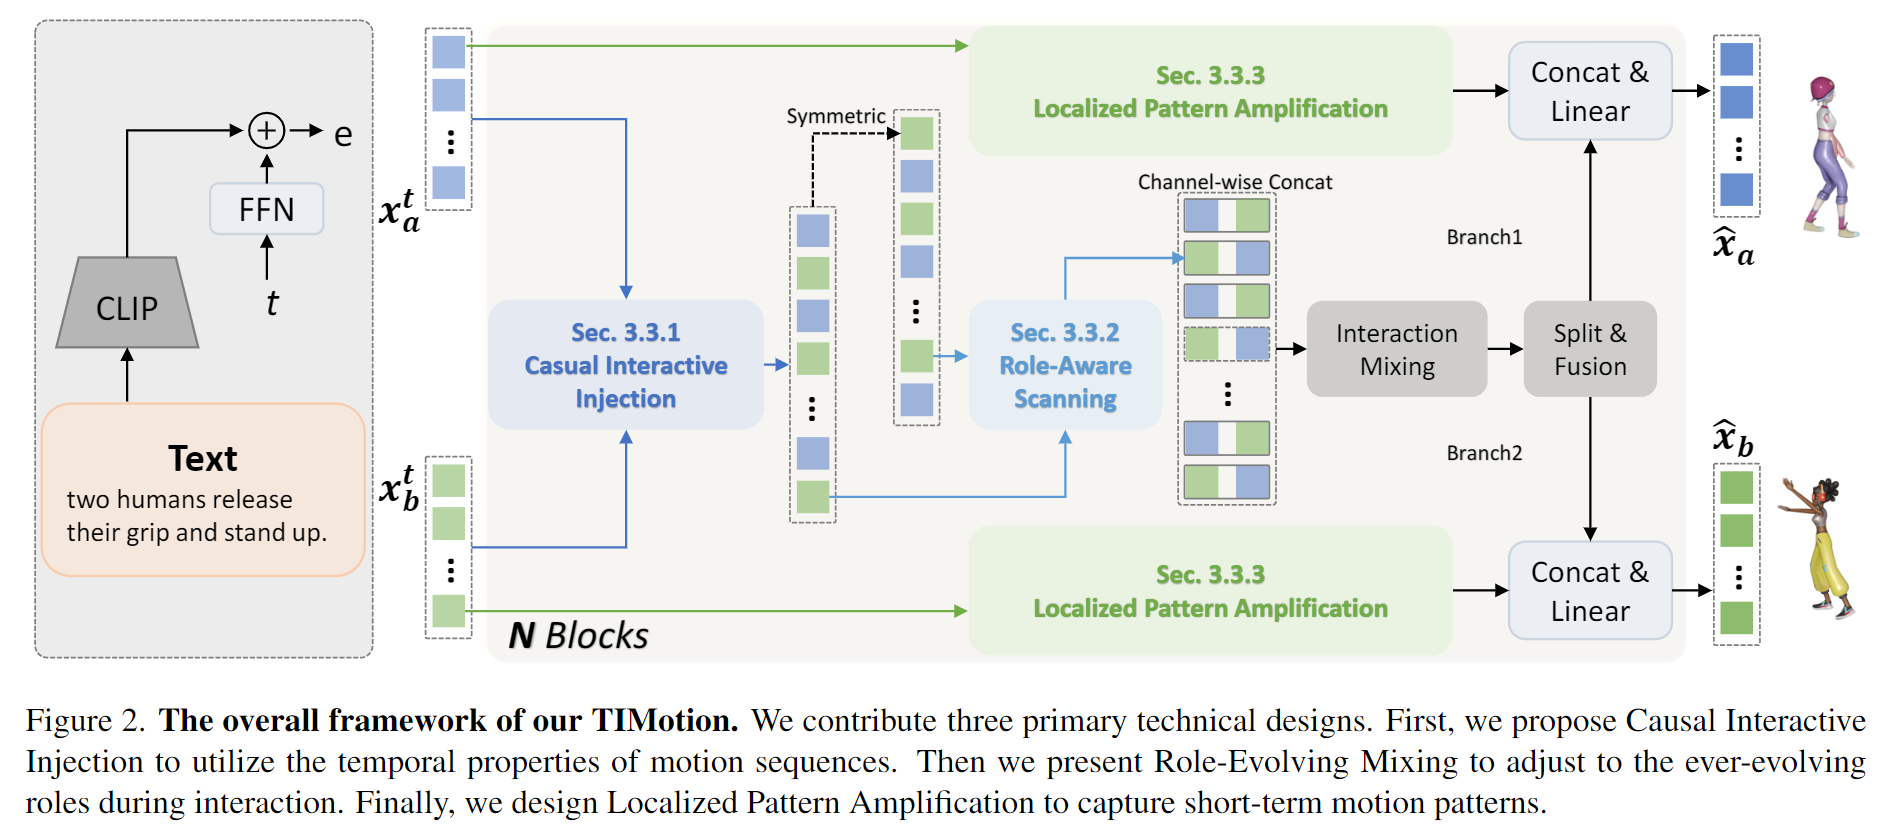 CLIP
FFN
t
+
e
Text
two humans release
their grip and stand up.
x_a^t
x_b^t
Sec. 3.3.1
Casual Interactive
Injection
Symmetric
Sec. 3.3.2
Role-Aware
Scanning
Channel-wise Concat
Sec. 3.3.3
Localized Pattern Amplification
Interaction
Mixing
Split &
Fusion
Branch1
Branch2
Concat &
Linear
x̂_a
Sec. 3.3.3
Localized Pattern Amplification
Concat &
Linear
x̂_b
N Blocks
Figure 2. The overall framework of our TIMotion. We contribute three primary technical designs. First, we propose Causal Interactive
Injection to utilize the temporal properties of motion sequences. Then we present Role-Evolving Mixing to adjust to the ever-evolving
roles during interaction. Finally, we design Localized Pattern Amplification to capture short-term motion patterns.